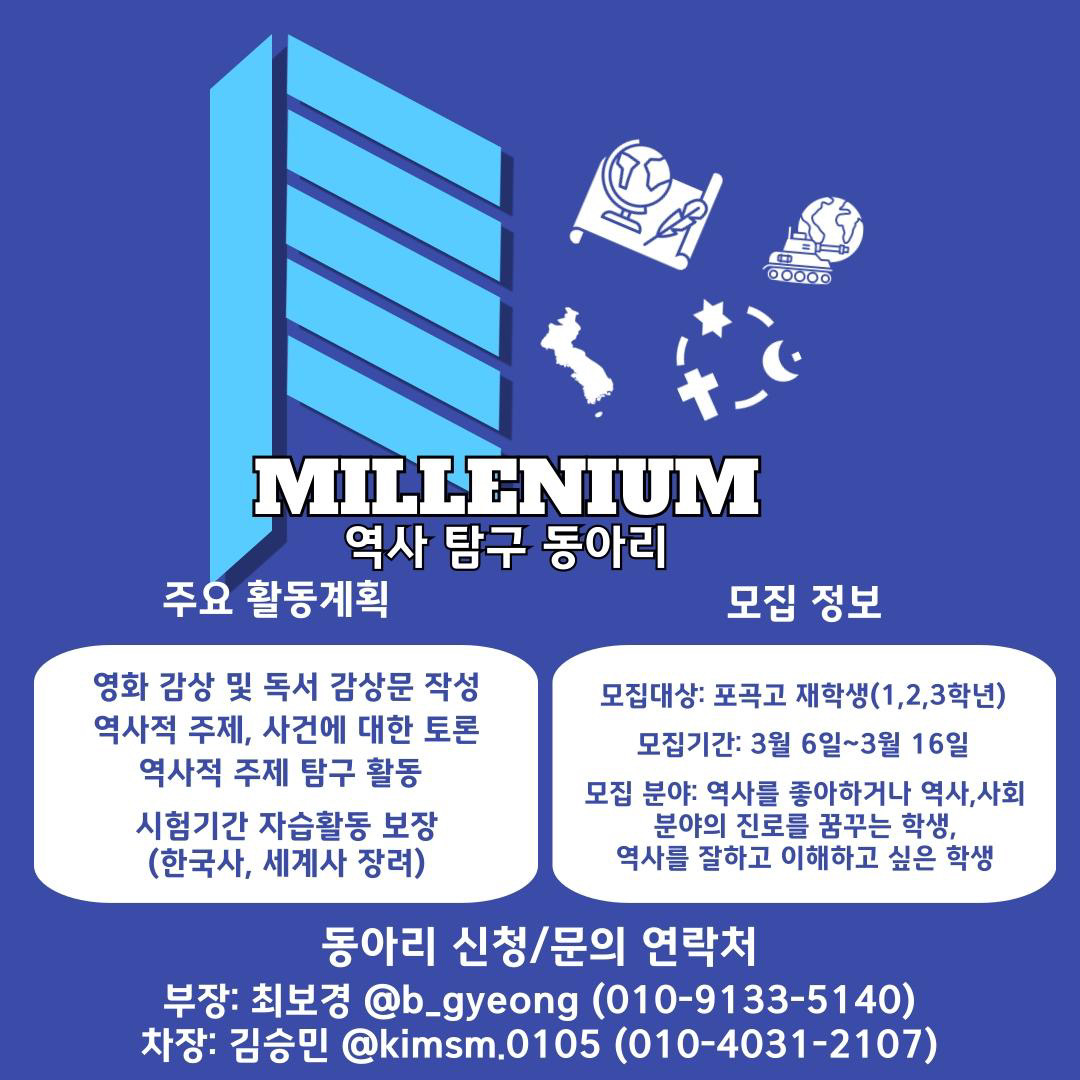 MILLENIUM
역사 탐구 동아리
주요 활동계획
영화 감상 및 독서 감상문 작성
역사적 주제, 사건에 대한 토론
역사적 주제 탐구 활동
시험기간 자습활동 보장
(한국사, 세계사 장려)
모집 정보
모집대상: 포곡고 재학생(1,2,3학년)
모집기간: 3월 6일~3월 16일
모집 분야: 역사를 좋아하거나 역사,사회
분야의 진로를 꿈꾸는 학생,
역사를 잘하고 이해하고 싶은 학생
동아리 신청/문의 연락처
부장: 최보경 @b_gyeong (010-9133-5140)
차장: 김승민 @kimsm.0105 (010-4031-2107)